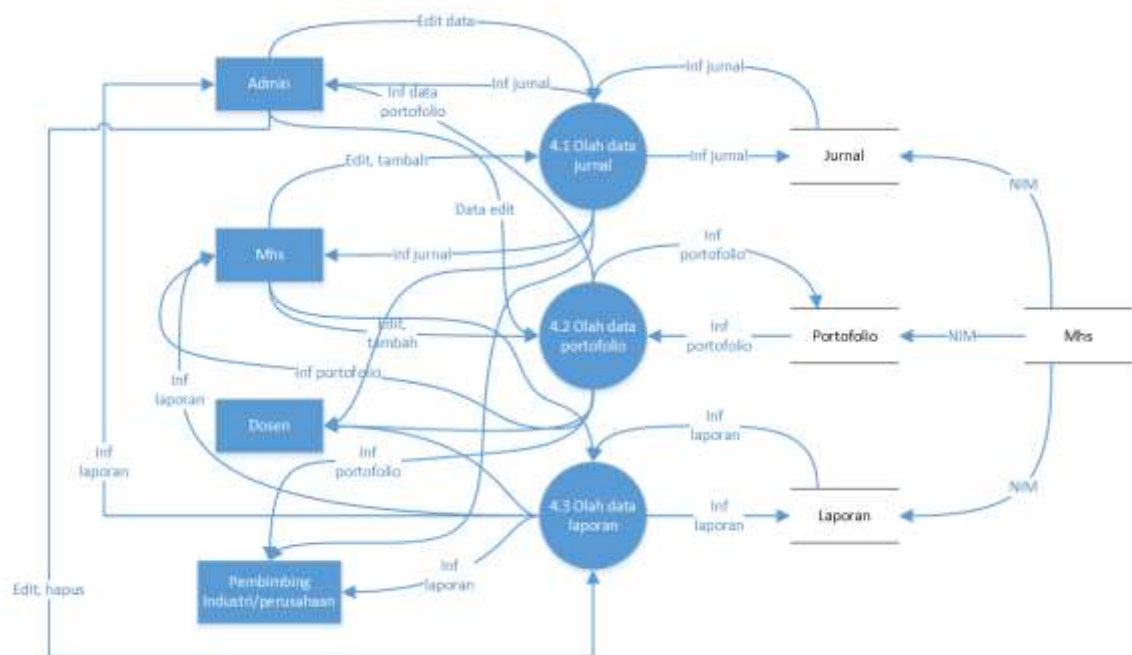 Edit data
Admin
Inf jurnal
Inf jurnal
Inf data
portofolio
4.1 Olah data
jurnal
Edit, tambah
Inf jurnal
Jurnal
NIM
Data edit
Mhs
Inf jurnal
Inf
portofolio
4.2 Olah data
portofolio
Edit,
tambah
Inf
portofolio
Portofolio
NIM
Mhs
Inf portofolio
Inf
laporan
Dosen
Inf
laporan
Inf
portofolio
Inf
laporan
4.3 Olah data
laporan
Inf
laporan
Laporan
NIM
Pembimbing
Industri/perusahaan
Inf
laporan
Edit, hapus